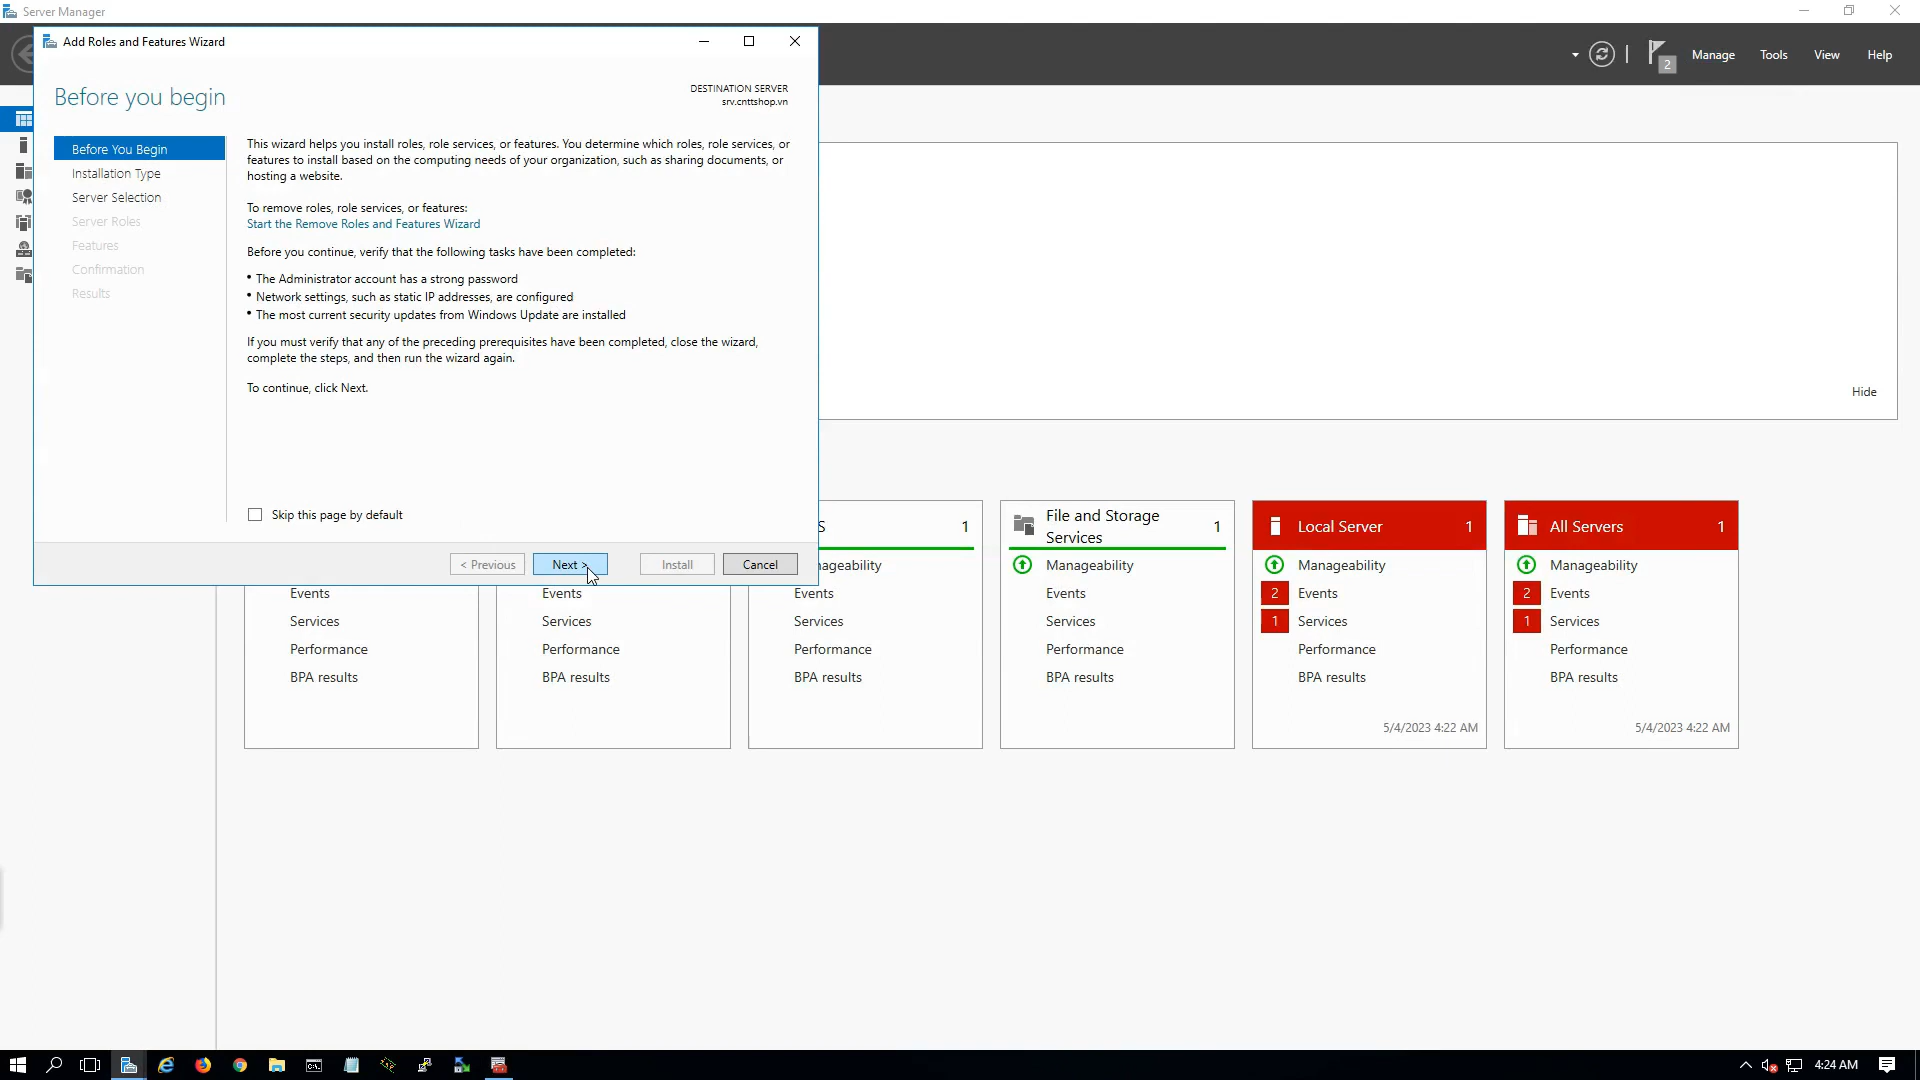 Server Manager
Add Roles and Features Wizard
2
Manage
Tools
View
Help
Before you begin
DESTINATION SERVER
srv.cnttshop.vn
Before You Begin
Installation Type
Server Selection
Server Roles
Features
Confirmation
Results
This wizard helps you install roles, role services, or features. You determine which roles, role services, or
features to install based on the computing needs of your organization, such as sharing documents, or
hosting a website.
To remove roles, role services, or features:
Start the Remove Roles and Features Wizard
Before you continue, verify that the following tasks have been completed:
• The Administrator account has a strong password
• Network settings, such as static IP addresses, are configured
• The most current security updates from Windows Update are installed
If you must verify that any of the preceding prerequisites have been completed, close the wizard,
complete the steps, and then run the wizard again.
To continue, click Next.
Skip this page by default
< Previous
Next >
Install
Cancel
Hide
Events
Services
Performance
BPA results
Events
Services
Performance
BPA results
S
1
nageability
Events
Services
Performance
BPA results
File and Storage
Services
1
Manageability
Events
Services
Performance
BPA results
Local Server
1
Manageability
2
Events
1
Services
Performance
BPA results
5/4/2023 4:22 AM
All Servers
1
Manageability
2
Events
1
Services
Performance
BPA results
5/4/2023 4:22 AM
4:24 AM